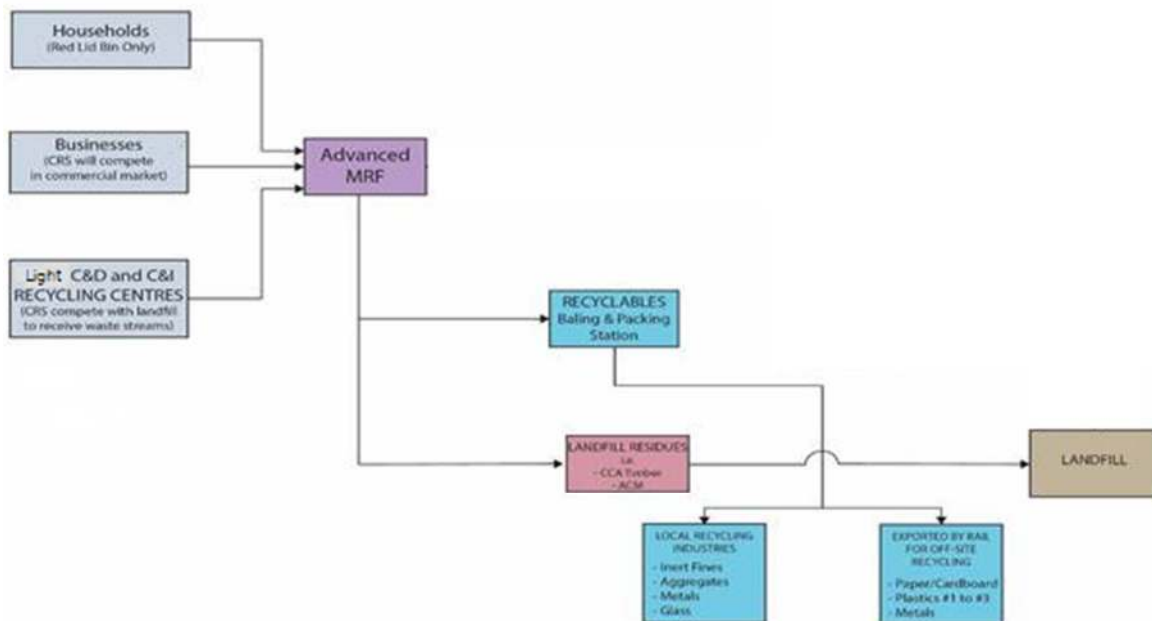 Households
(Red Lid Bin Only)
Businesses
(CRS will compete
in commercial market)
Advanced
MRF
Light C&D and C&I
RECYCLING CENTRES
(CRS compete with landfill
to receive waste streams)
RECYCLABLES
Baling & Packing
Station
LANDFILL RESIDUES
i.e.
- CCA Timber
- ACM
LANDFILL
LOCAL RECYCLING
INDUSTRIES
- Inert Fines
- Aggregates
- Metals
- Glass
EXPORTED BY RAIL
FOR OFF-SITE
RECYCLING
- Paper/Cardboard
- Plastics #1 to #3
- Metals